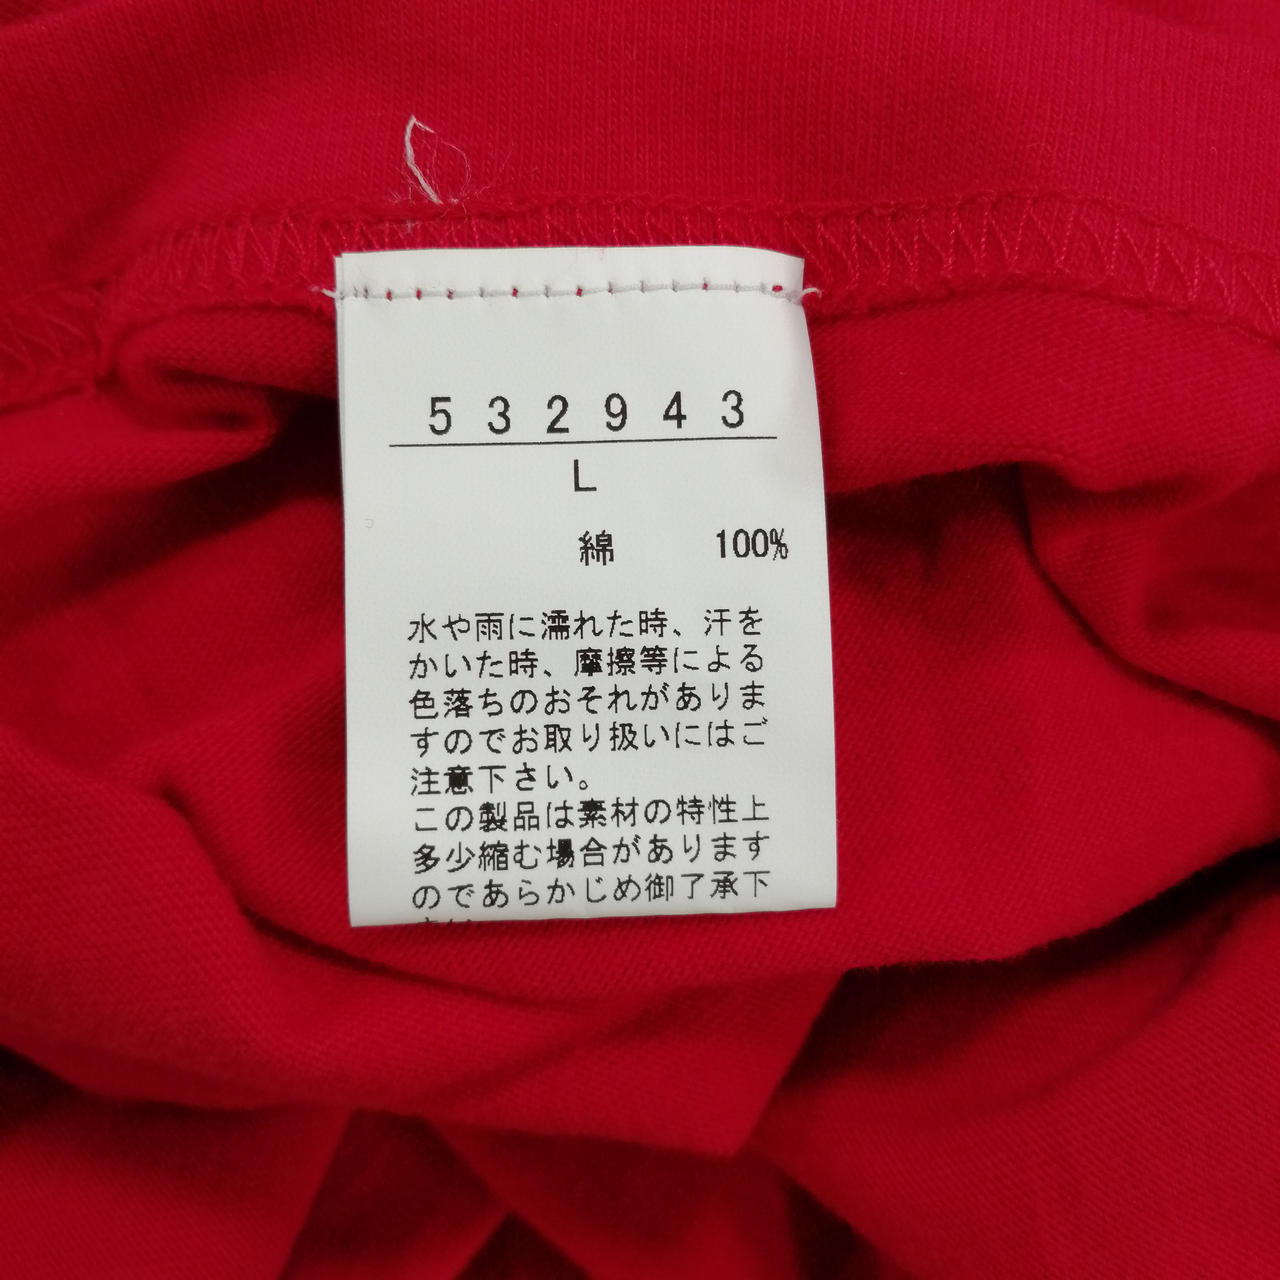 532943
L
綿 100%
水や雨に濡れた時、汗を
かいた時、摩擦等による
色落ちのおそれがありま
すのでお取り扱いにはご
注意下さい。
この製品は素材の特性上
多少縮む場合があります
のであらかじめ御了承下